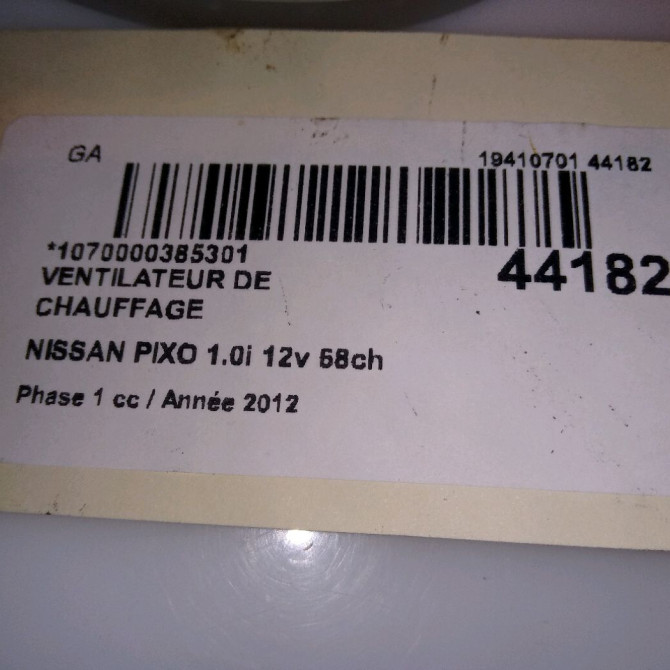 GA
19410701 44182
*1070000385301
44182
VENTILATEUR DE
CHAUFFAGE
NISSAN PIXO 1.0i 12v 68ch
Phase 1 cc / Année 2012